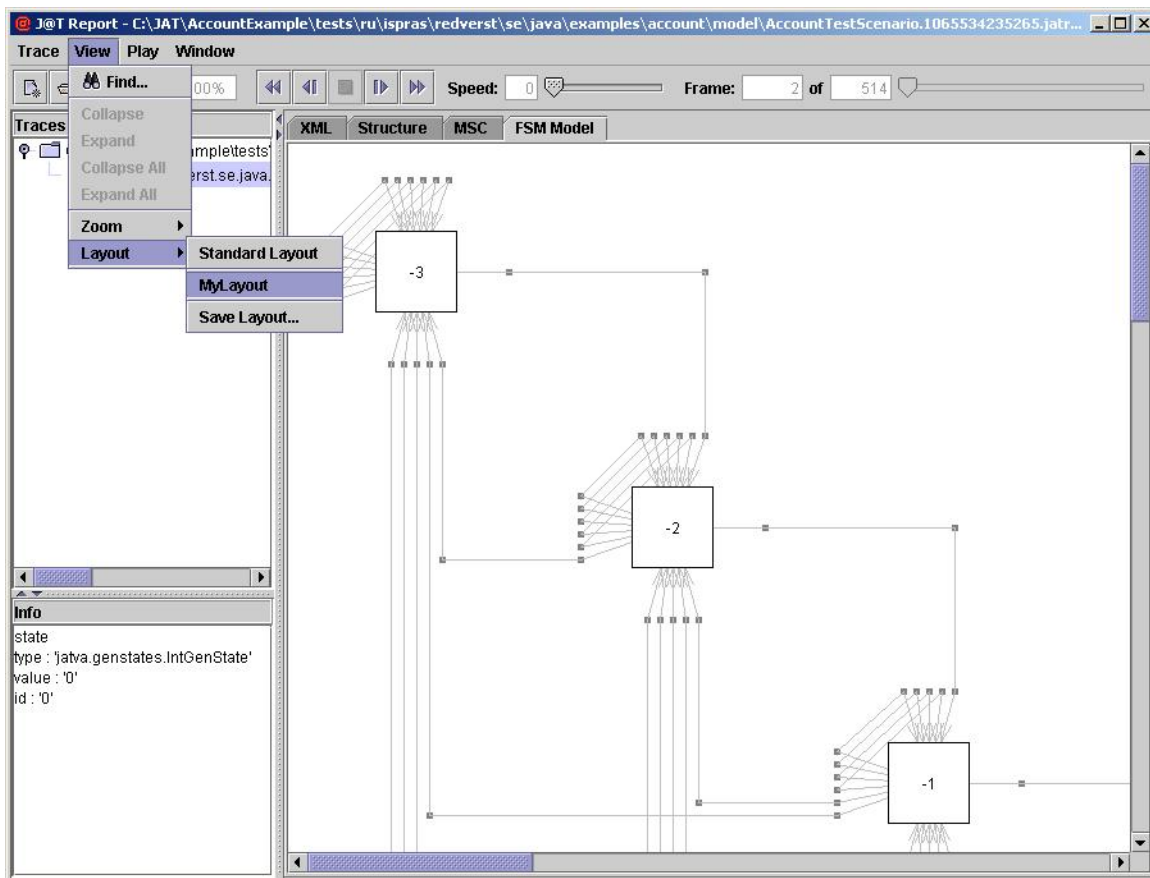 J@T Report - C:\JAT\AccountExample\tests\ru\ispras\redverst\se\java\examples\account\model\AccountTestScenario.1065534235265.jatr...
Trace View Play Window
00% Speed: 0 Frame: 2 of 514
Find...
Collapse
Expand
Collapse All
Expand All
Zoom
Layout
Standard Layout
MyLayout
Save Layout...
Traces
mple\tests\
erst.se.java.
XML Structure MSC FSM Model
-3
-2
-1
Info
state
type : 'jatva.genstates.IntGenState'
value : '0'
id : '0'